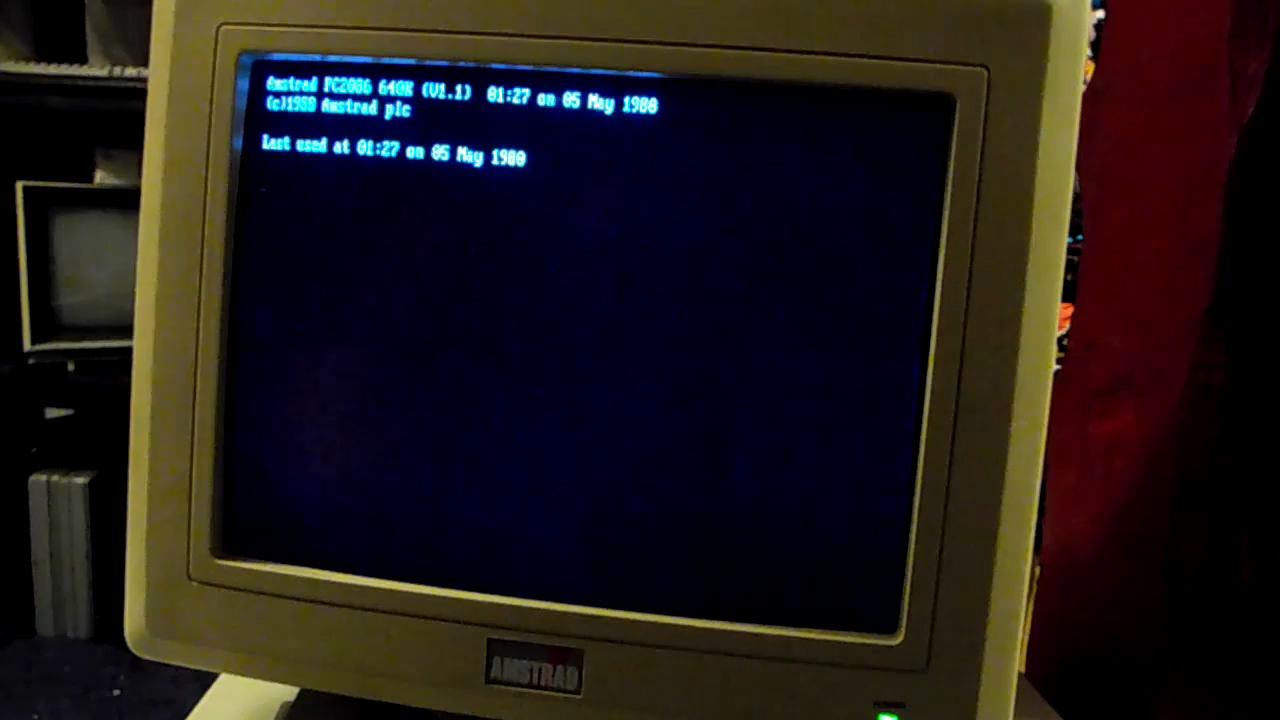 Amstrad PC2086 640K (V1.1)  01:27 on 05 May 1980
(c)1988 Amstrad plc
Last used at 01:27 on 05 May 1980
AMSTRAD